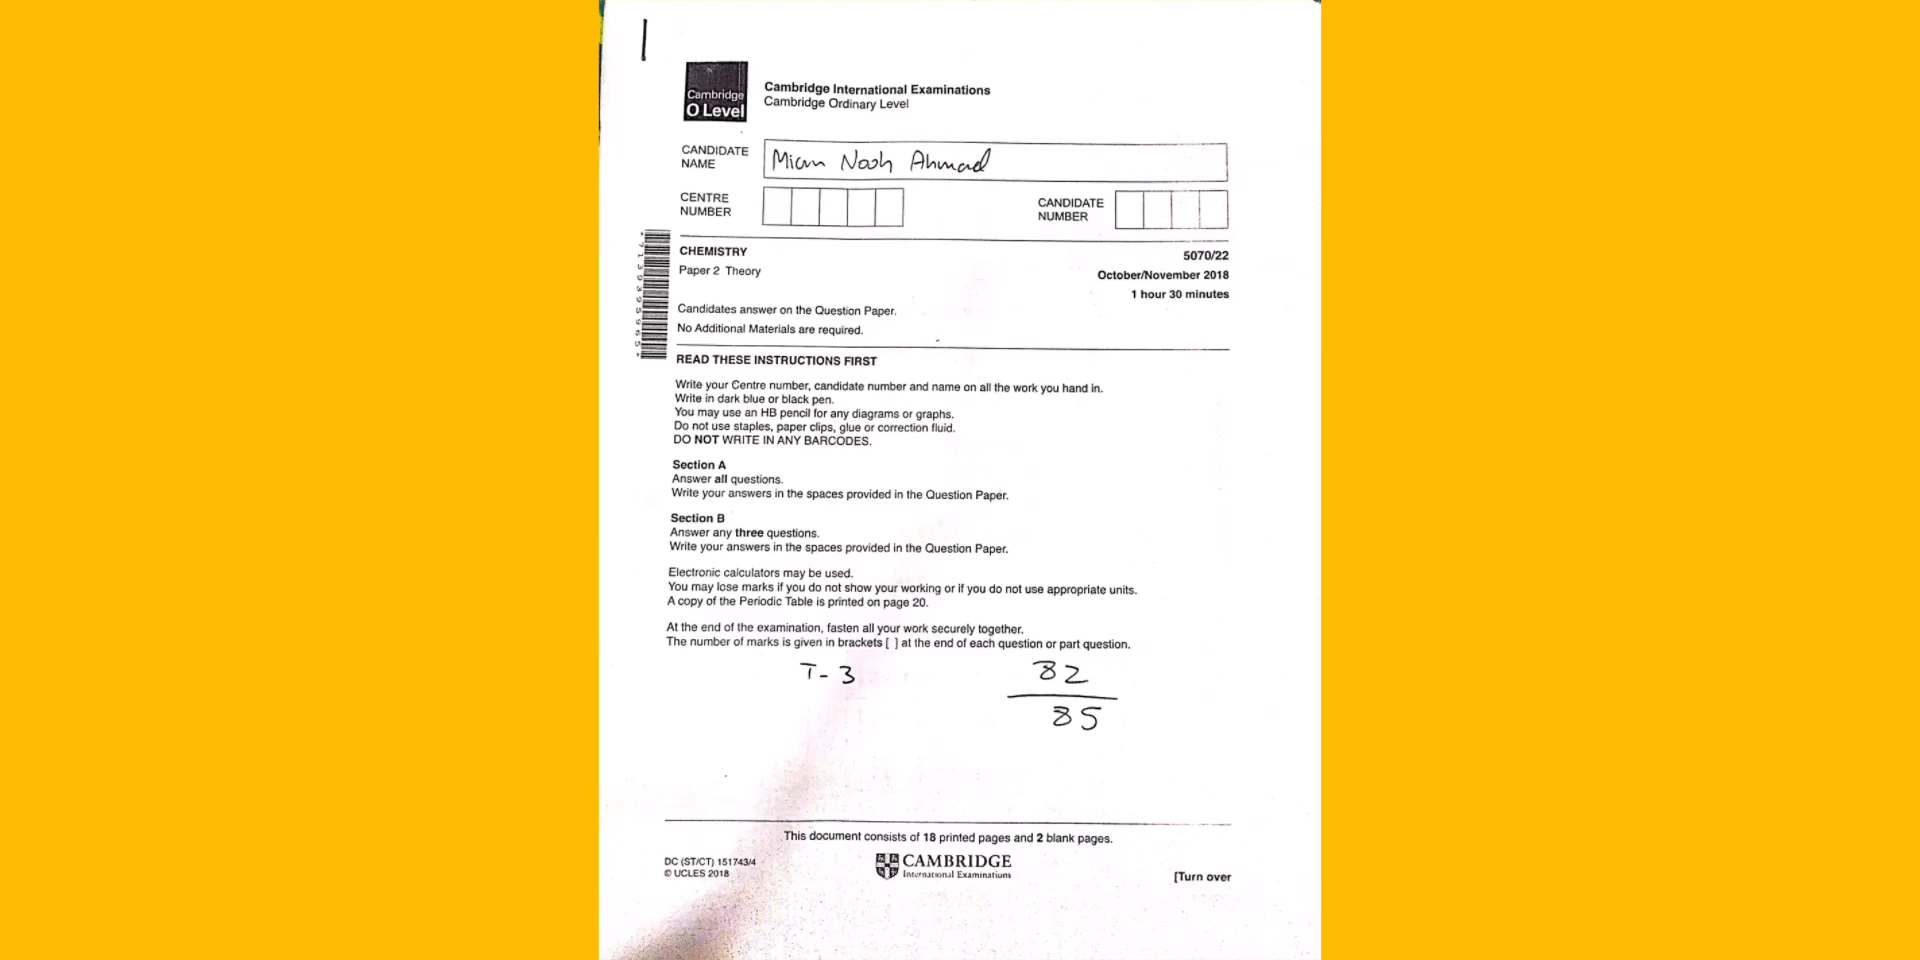 Cambridge
O Level
Cambridge International Examinations
Cambridge Ordinary Level
CANDIDATE
NAME
Mian Nooh Ahmad
CENTRE
NUMBER
CANDIDATE
NUMBER
*7139395965*
CHEMISTRY
5070/22
Paper 2 Theory
October/November 2018
1 hour 30 minutes
Candidates answer on the Question Paper.
No Additional Materials are required.
READ THESE INSTRUCTIONS FIRST
Write your Centre number, candidate number and name on all the work you hand in.
Write in dark blue or black pen.
You may use an HB pencil for any diagrams or graphs.
Do not use staples, paper clips, glue or correction fluid.
DO NOT WRITE IN ANY BARCODES.
Section A
Answer all questions.
Write your answers in the spaces provided in the Question Paper.
Section B
Answer any three questions.
Write your answers in the spaces provided in the Question Paper.
Electronic calculators may be used.
You may lose marks if you do not show your working or if you do not use appropriate units.
A copy of the Periodic Table is printed on page 20.
At the end of the examination, fasten all your work securely together.
The number of marks is given in brackets [ ] at the end of each question or part question.
T-3
82
85
This document consists of 18 printed pages and 2 blank pages.
DC (ST/CT) 151743/4
© UCLES 2018
CAMBRIDGE
International Examinations
[Turn over